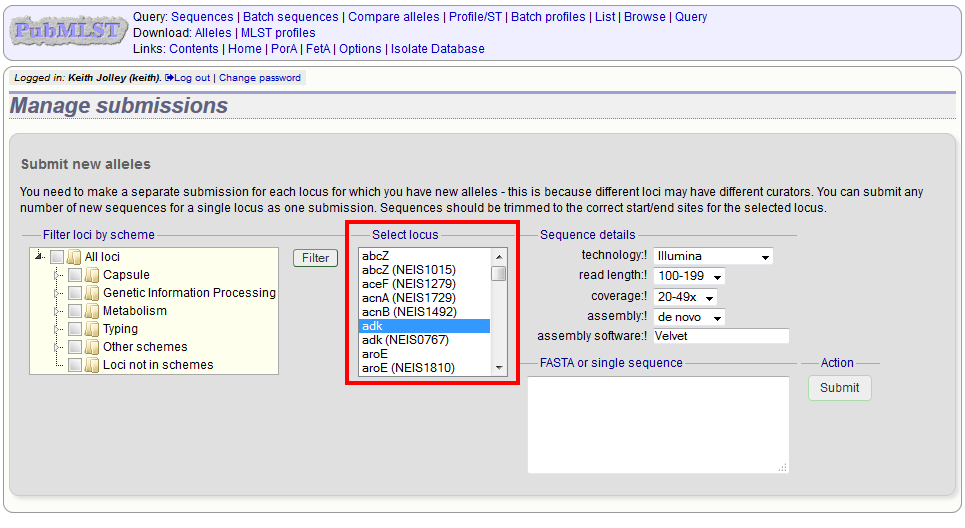 PubMLST
Query: Sequences | Batch sequences | Compare alleles | Profile/ST | Batch profiles | List | Browse | Query
Download: Alleles | MLST profiles
Links: Contents | Home | PorA | FetA | Options | Isolate Database
Logged in: Keith Jolley (keith). Log out | Change password
Manage submissions
Submit new alleles
You need to make a separate submission for each locus for which you have new alleles - this is because different loci may have different curators. You can submit any
number of new sequences for a single locus as one submission. Sequences should be trimmed to the correct start/end sites for the selected locus.
Filter loci by scheme
All loci
Capsule
Genetic Information Processing
Metabolism
Typing
Other schemes
Loci not in schemes
Filter
Select locus
abcZ
abcZ (NEIS1015)
aceF (NEIS1279)
acnA (NEIS1729)
acnB (NEIS1492)
adk
adk (NEIS0767)
aroE
aroE (NEIS1810)
Sequence details
technology:! Illumina
read length:! 100-199
coverage:! 20-49x
assembly:! de novo
assembly software:! Velvet
FASTA or single sequence
Action
Submit